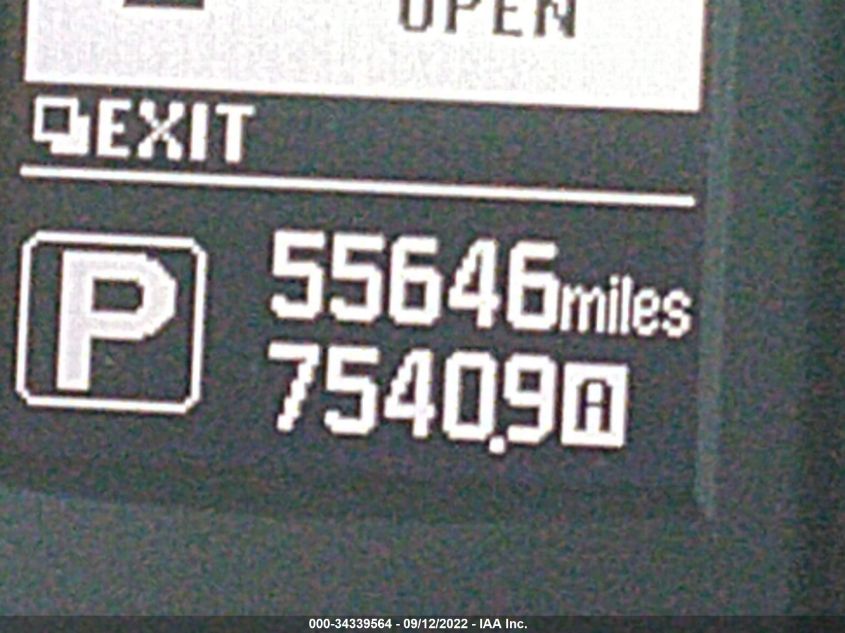 OPEN
EXIT
P
55646miles
7540.9A
000-34339564 - 09/12/2022 - IAA Inc.